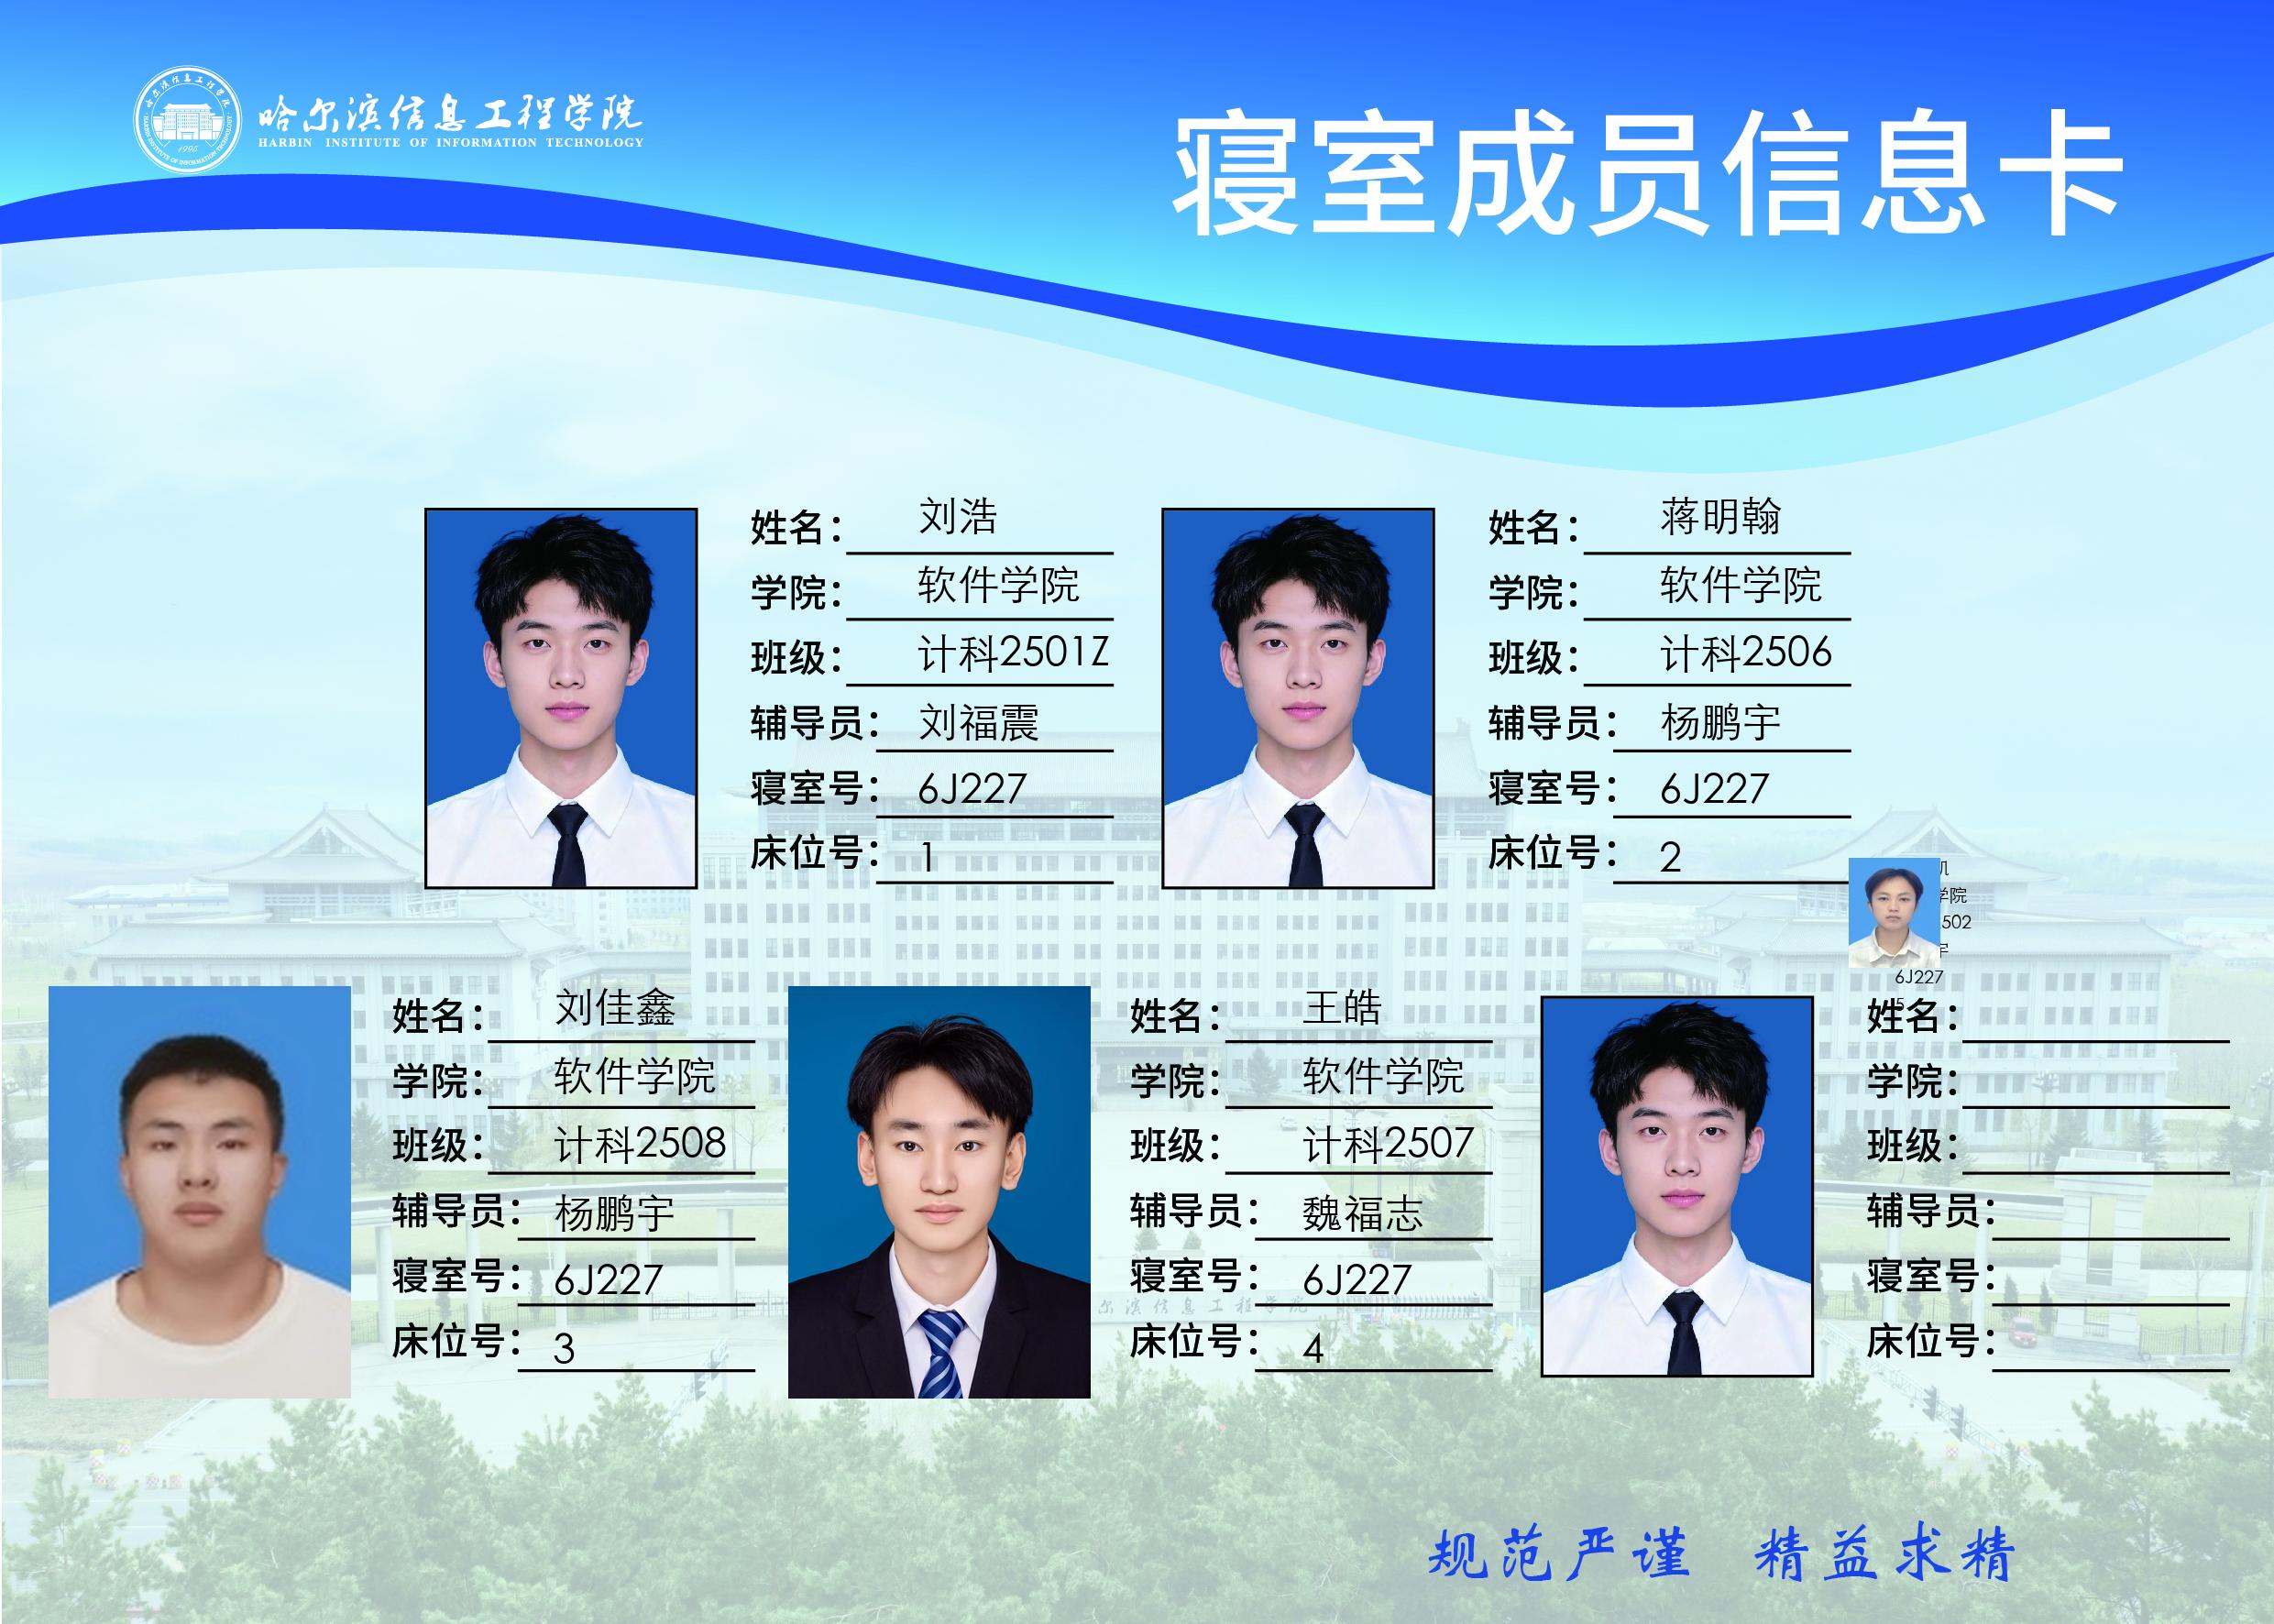 哈尔滨信息工程学院
HARBIN INSTITUTE OF INFORMATION TECHNOLOGY
1995
寝室成员信息卡
姓名： 刘浩
学院： 软件学院
班级： 计科2501Z
辅导员： 刘福震
寝室号： 6J227
床位号： 1
姓名： 蒋明翰
学院： 软件学院
班级： 计科2506
辅导员： 杨鹏宇
寝室号： 6J227
床位号： 2
学院
502
6J227
5
姓名： 刘佳鑫
学院： 软件学院
班级： 计科2508
辅导员： 杨鹏宇
寝室号： 6J227
床位号： 3
姓名： 王皓
学院： 软件学院
班级： 计科2507
辅导员： 魏福志
寝室号： 6J227
床位号： 4
姓名：
学院：
班级：
辅导员：
寝室号：
床位号：
规范严谨 精益求精